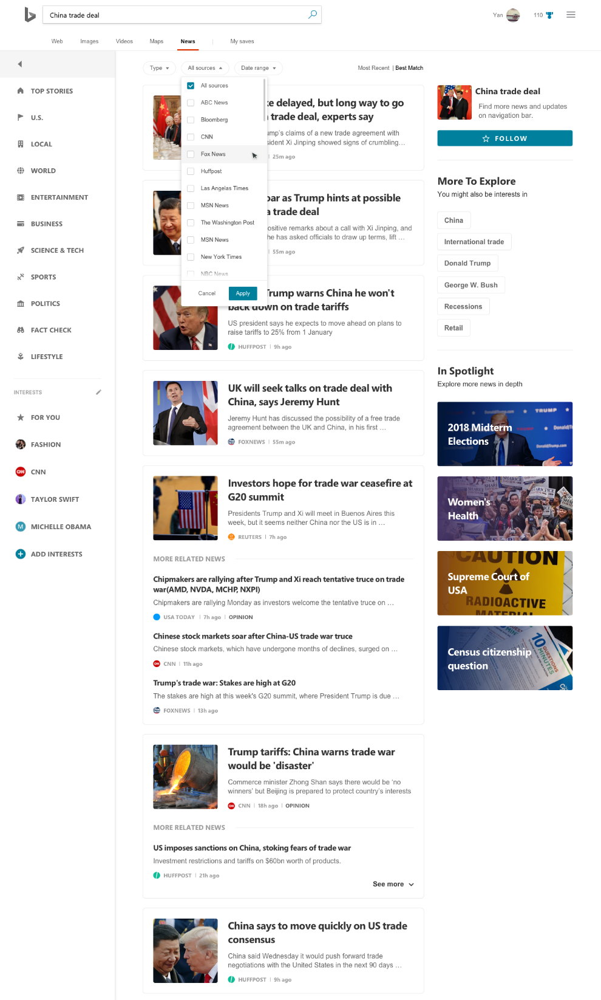 China trade deal
Yan
110
Web Images Videos Maps News | My saves
TOP STORIES
U.S.
LOCAL
WORLD
ENTERTAINMENT
BUSINESS
SCIENCE & TECH
SPORTS
POLITICS
FACT CHECK
LIFESTYLE
INTERESTS
FOR YOU
FASHION
CNN
TAYLOR SWIFT
M MICHELLE OBAMA
ADD INTERESTS
Type All sources Date range
Most Recent | Best Match
All sources
ABC News
Bloomberg
CNN
Fox News
Huffpost
Las Angelas Times
MSN News
The Washington Post
MSN News
New York Times
NBC News
Cancel Apply
te delayed, but long way to go
trade deal, experts say
ump's claims of a new trade agreement with
sident Xi Jinping showed signs of crumbling...
| 25m ago
oar as Trump hints at possible
a trade deal
ositive remarks about a call with Xi Jinping, and
he has asked officials to draw up terms, lift ...
| 55m ago
Trump warns China he won't
back down on trade tariffs
US president says he expects to move ahead on plans to
raise tariffs to 25% from 1 January
HUFFPOST | 9h ago
UK will seek talks on trade deal with
China, says Jeremy Hunt
Jeremy Hunt has discussed the possibility of a free trade
agreement between the UK and China, in his first ...
FOXNEWS | 55m ago
Investors hope for trade war ceasefire at
G20 summit
Presidents Trump and Xi will meet in Buenos Aires this
week, but it seems neither China nor the US is in ...
REUTERS | 7h ago
MORE RELATED NEWS
Chipmakers are rallying after Trump and Xi reach tentative truce on trade
war(AMD, NVDA, MCHP, NXPI)
Chipmakers are rallying Monday as investors welcome the tentative truce on ...
USA TODAY | 7h ago | OPINION
Chinese stock markets soar after China-US trade war truce
Chinese stock markets, which have undergone months of declines, surged on ...
CNN | 11h ago
Trump's trade war: Stakes are high at G20
The stakes are high at this week's G20 summit, where President Trump is due ...
FOXNEWS | 13h ago
Trump tariffs: China warns trade war
would be 'disaster'
Commerce minister Zhong Shan says there would be 'no
winners' but Beijing is prepared to protect country's interests
CNN | 18h ago | OPINION
MORE RELATED NEWS
US imposes sanctions on China, stoking fears of trade war
Investment restrictions and tariffs on $60bn worth of products.
HUFFPOST | 21h ago
See more
China says to move quickly on US trade
consensus
China said Wednesday it would push forward trade
negotiations with the United States in the next 90 days ...
HUFFPOST | 9h ago
China trade deal
Find more news and updates
on navigation bar.
FOLLOW
More To Explore
You might also be interests in
China
International trade
Donald Trump
George W. Bush
Recessions
Retail
In Spotlight
Explore more news in depth
TRUMP
2018 Midterm
Elections
Women's
Health
CAUTION
Supreme Court of
USA
RADIOACTIVE
MATERIAL
10 QUESTIONS
MINUTES
Census citizenship
question